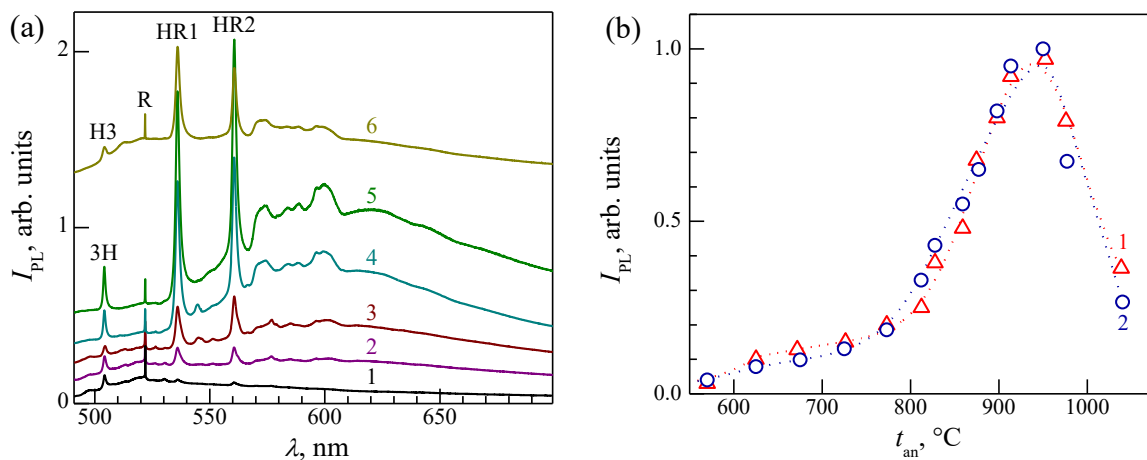 (a)
I_PL, arb. units
2
1
0
H3
R
HR1
HR2
3H
6
5
4
3
2
1
500
550
600
650
λ, nm
(b)
I_PL, arb. units
1.0
0.5
0.0
1
2
600
700
800
900
1000
t_an, °C